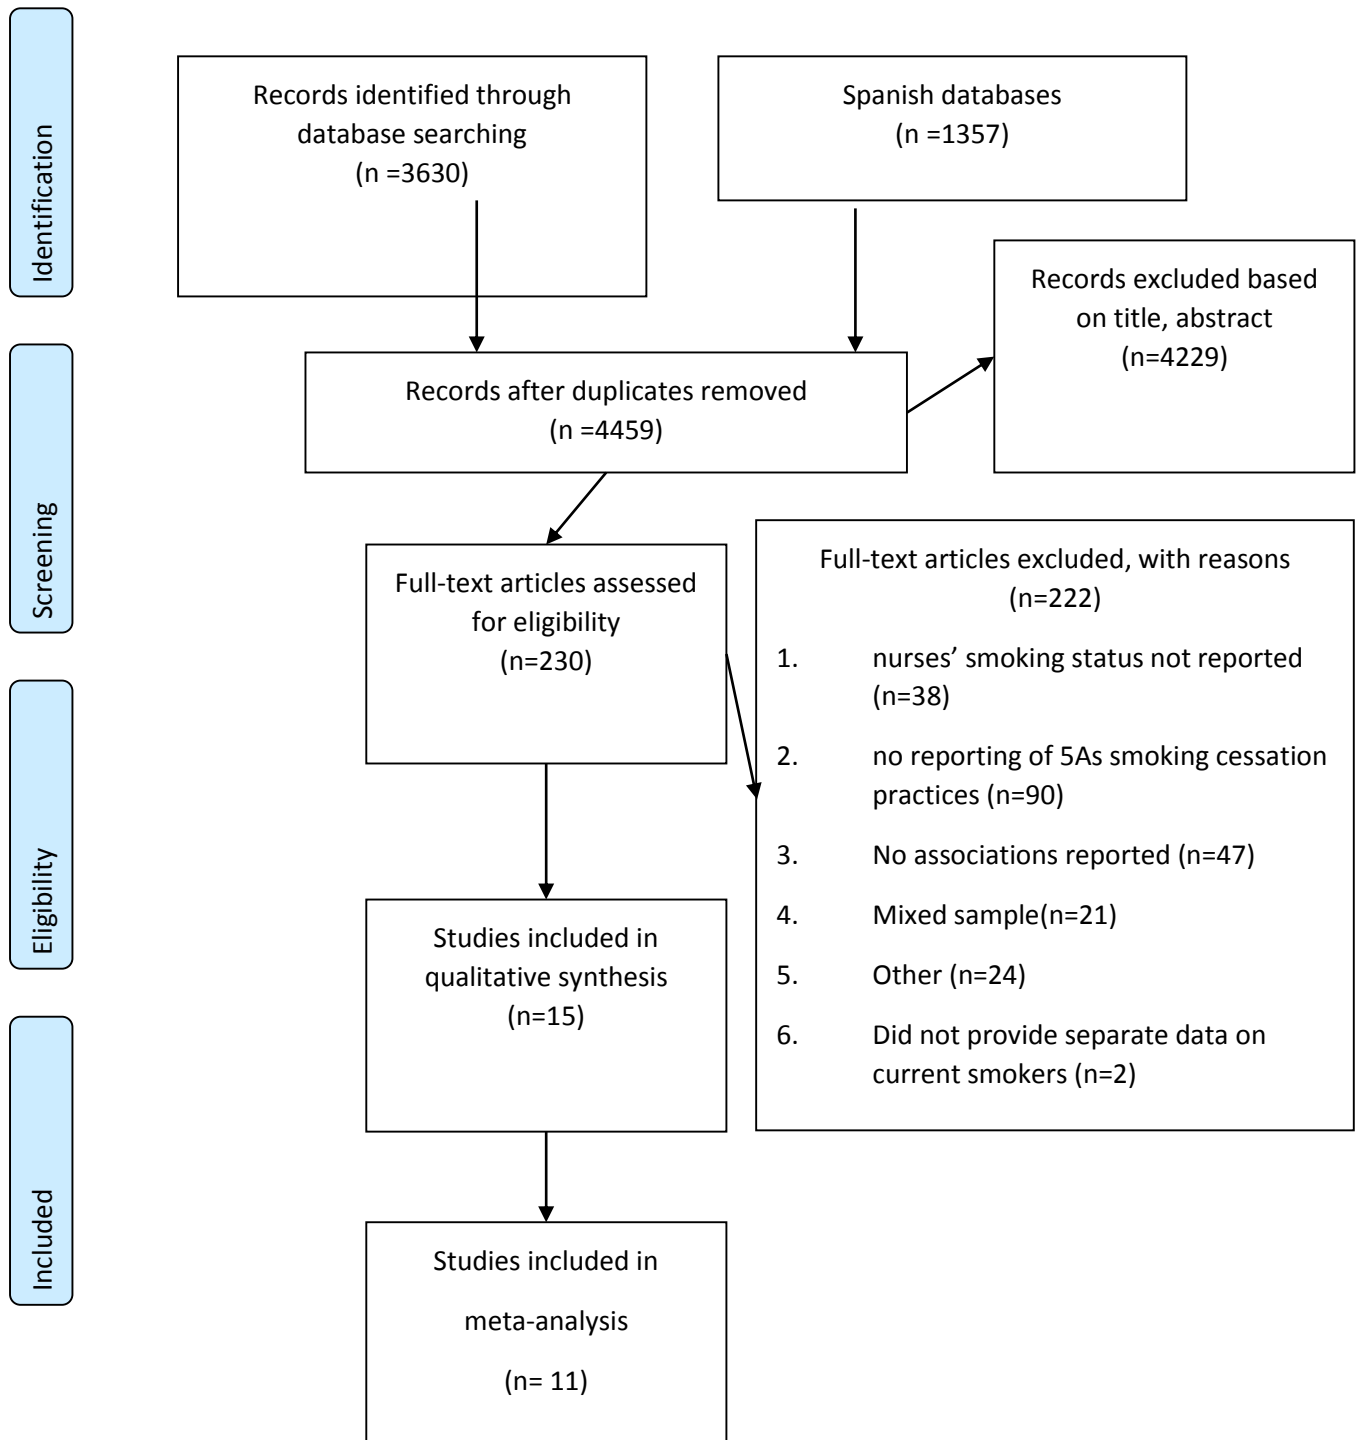 Identification
Records identified through
database searching
(n =3630)
Spanish databases
(n =1357)
Records excluded based
on title, abstract
(n=4229)
Screening
Records after duplicates removed
(n =4459)
Full-text articles assessed
for eligibility
(n=230)
Full-text articles excluded, with reasons
(n=222)
1. nurses’ smoking status not reported
(n=38)
2. no reporting of 5As smoking cessation
practices (n=90)
3. No associations reported (n=47)
4. Mixed sample(n=21)
5. Other (n=24)
6. Did not provide separate data on
current smokers (n=2)
Eligibility
Studies included in
qualitative synthesis
(n=15)
Included
Studies included in
meta-analysis
(n= 11)